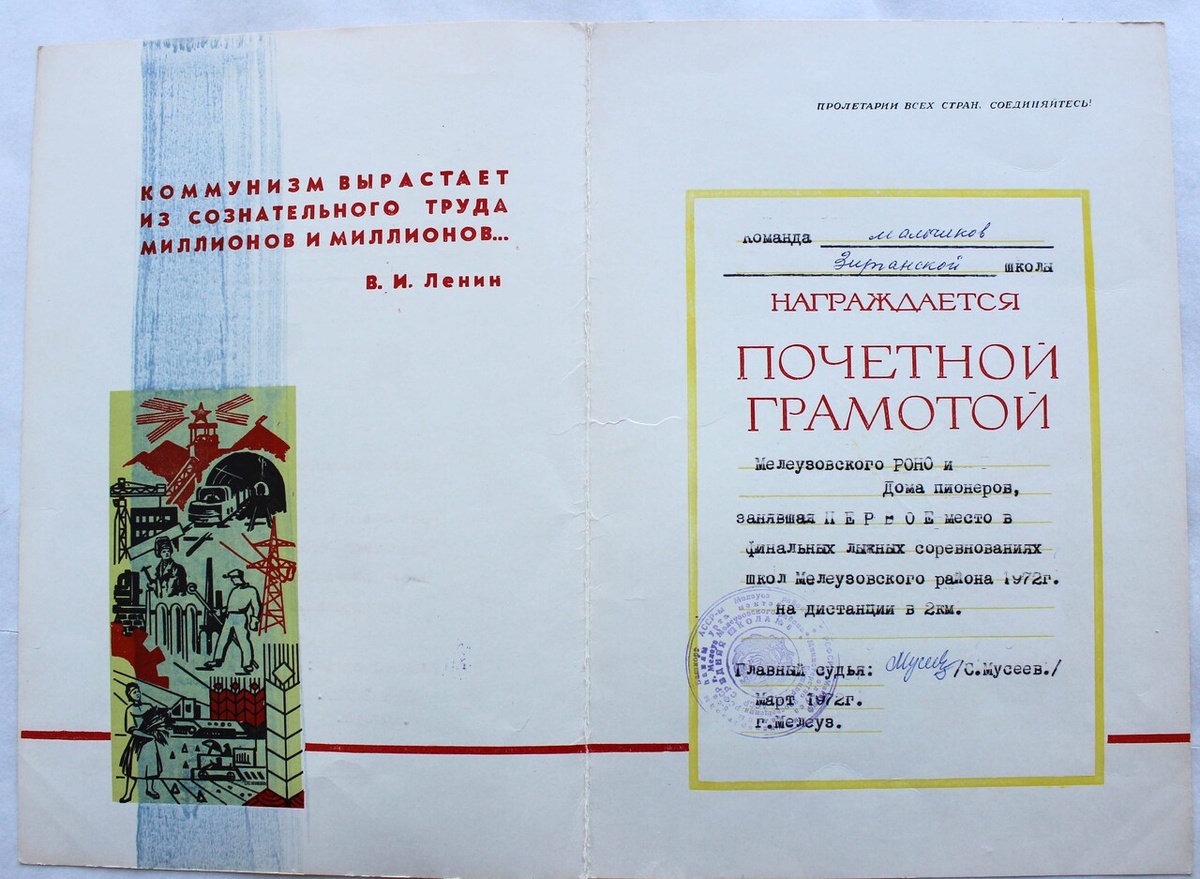 КОММУНИЗМ ВЫРАСТАЕТ
ИЗ СОЗНАТЕЛЬНОГО ТРУДА
МИЛЛИОНОВ И МИЛЛИОНОВ...
В. И. Ленин
ПРОЛЕТАРИИ ВСЕХ СТРАН, СОЕДИНЯЙТЕСЬ!
Команда мальчиков
Зирганской школы
НАГРАЖДАЕТСЯ
ПОЧЕТНОЙ
ГРАМОТОЙ
Мелеузовского РОНО и
Дома пионеров,
занявшая П Е Р В О Е место в
финальных лыжных соревнованиях
школ Мелеузовского района 1972г.
на дистанции в 2км.
Главный судья: Мусеев /С.Мусеев./
Март 1972г.
г.Мелеуз.